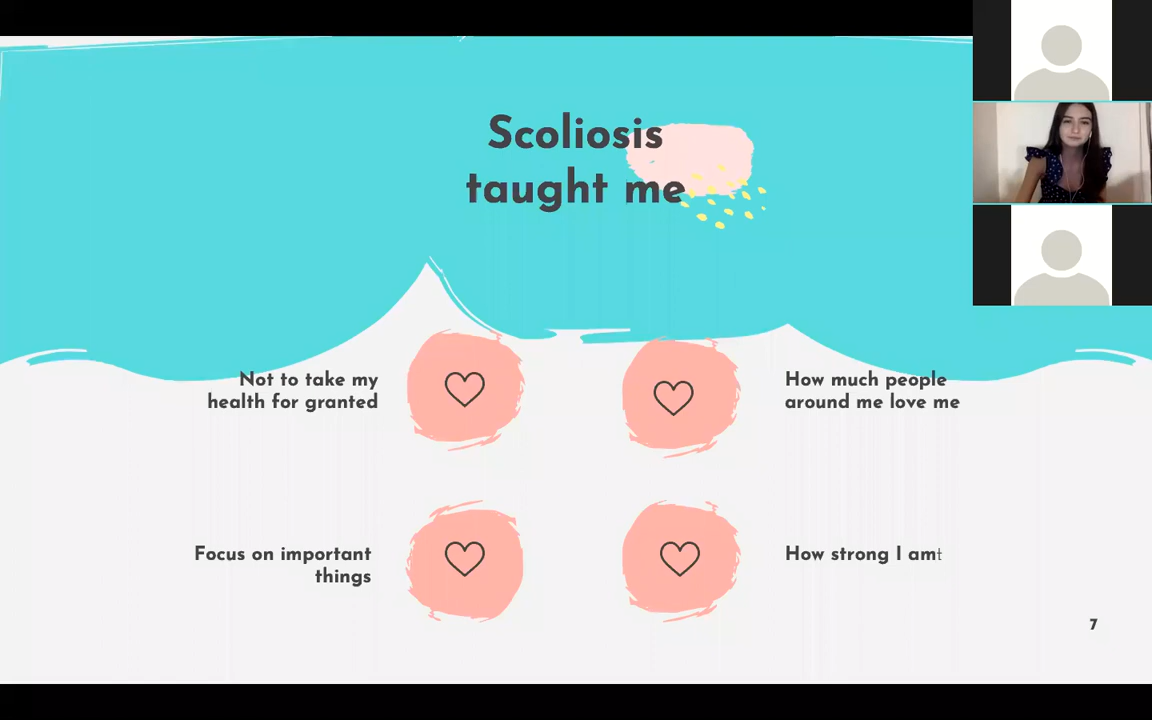 Scoliosis
taught me
Not to take my
health for granted
How much people
around me love me
Focus on important
things
How strong I amt
7